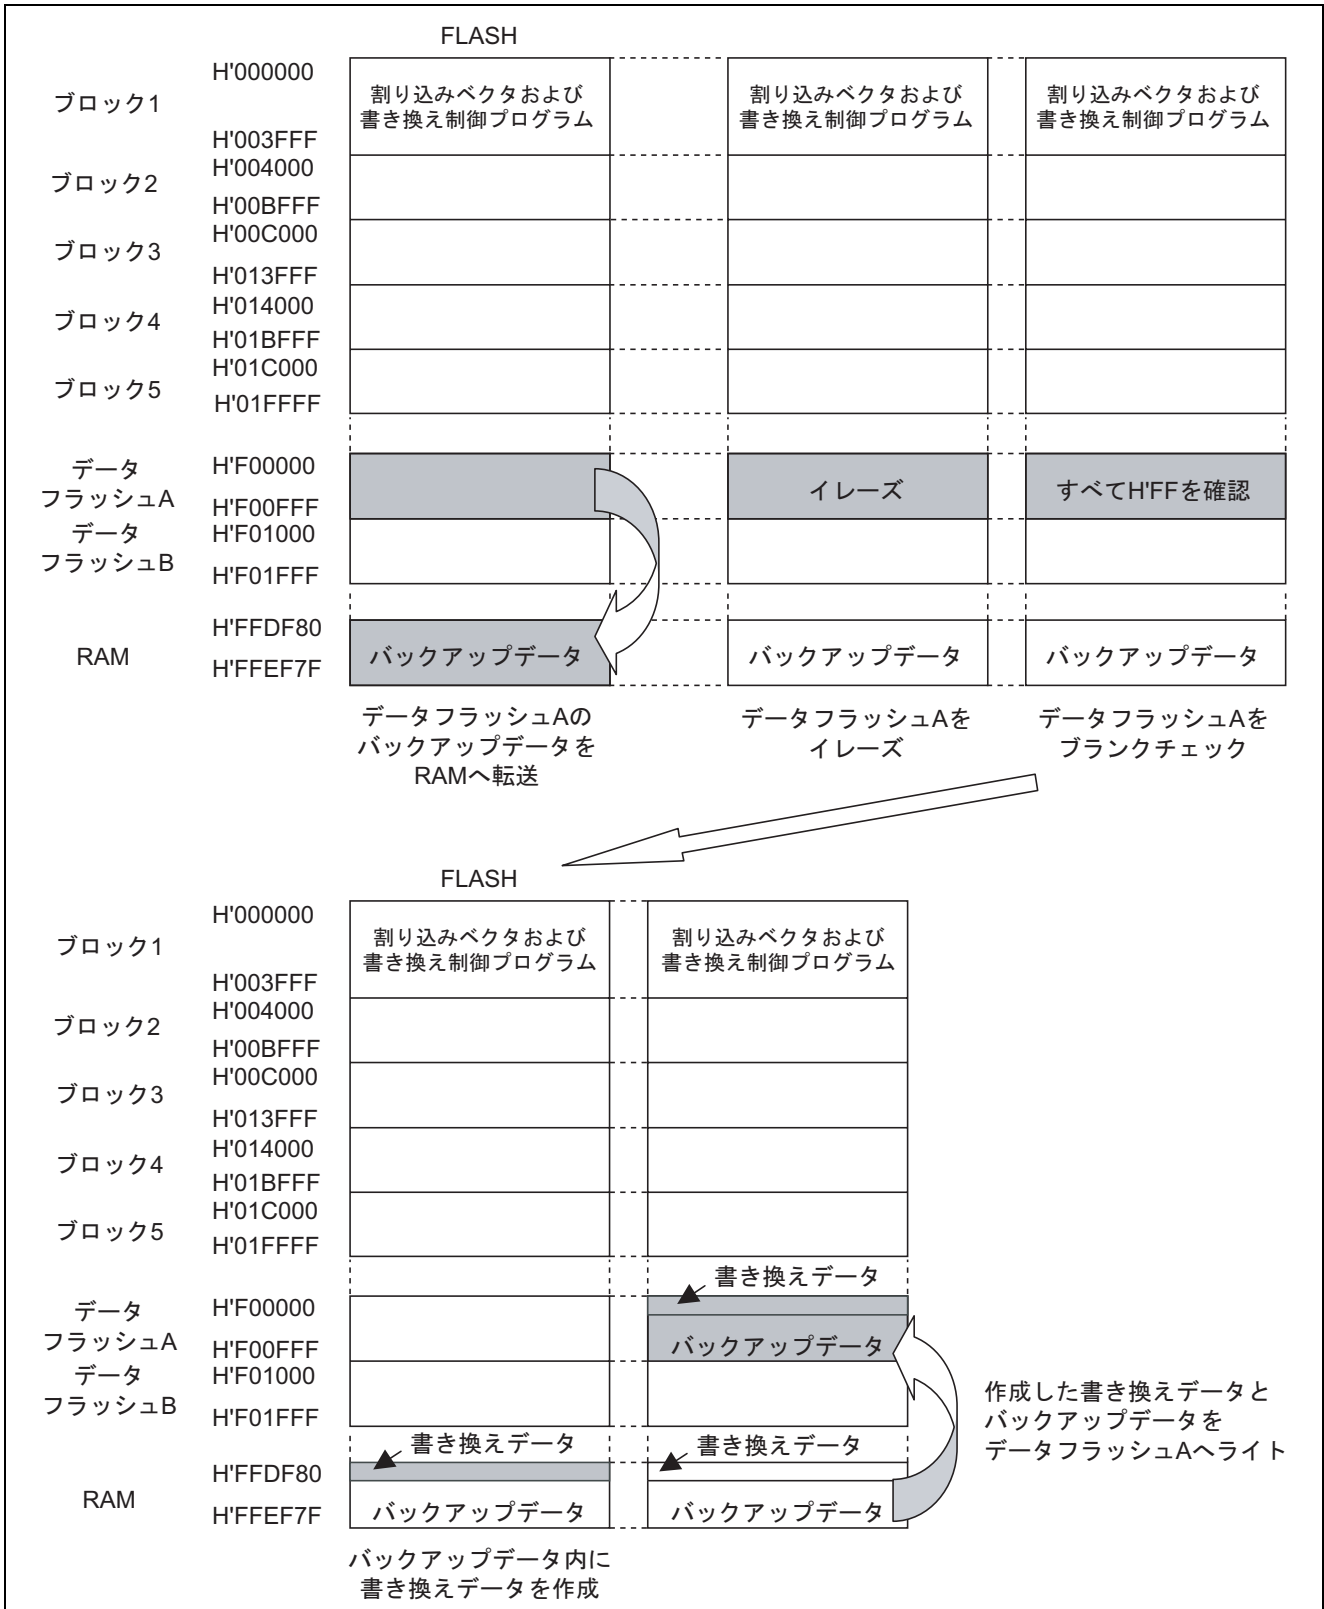 FLASH
ブロック1
H'000000
H'003FFF
割り込みベクタおよび
書き換え制御プログラム
割り込みベクタおよび
書き換え制御プログラム
割り込みベクタおよび
書き換え制御プログラム
ブロック2
H'004000
H'00BFFF
ブロック3
H'00C000
H'013FFF
ブロック4
H'014000
H'01BFFF
ブロック5
H'01C000
H'01FFFF
データ
フラッシュA
H'F00000
H'F00FFF
イレーズ
すべてH'FFを確認
データ
フラッシュB
H'F01000
H'F01FFF
RAM
H'FFDF80
H'FFEF7F
バックアップデータ
バックアップデータ
バックアップデータ
データフラッシュAの
バックアップデータを
RAMへ転送
データフラッシュAを
イレーズ
データフラッシュAを
ブランクチェック
FLASH
ブロック1
H'000000
H'003FFF
割り込みベクタおよび
書き換え制御プログラム
割り込みベクタおよび
書き換え制御プログラム
ブロック2
H'004000
H'00BFFF
ブロック3
H'00C000
H'013FFF
ブロック4
H'014000
H'01BFFF
ブロック5
H'01C000
H'01FFFF
書き換えデータ
データ
フラッシュA
H'F00000
H'F00FFF
バックアップデータ
データ
フラッシュB
H'F01000
H'F01FFF
作成した書き換えデータと
バックアップデータを
データフラッシュAへライト
書き換えデータ
書き換えデータ
RAM
H'FFDF80
H'FFEF7F
バックアップデータ
バックアップデータ
バックアップデータ内に
書き換えデータを作成